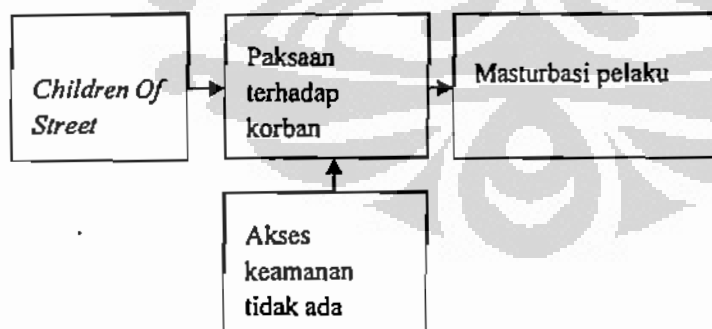 Children Of
Street
Paksaan
terhadap
korban
Masturbasi pelaku
Akses
keamanan
tidak ada